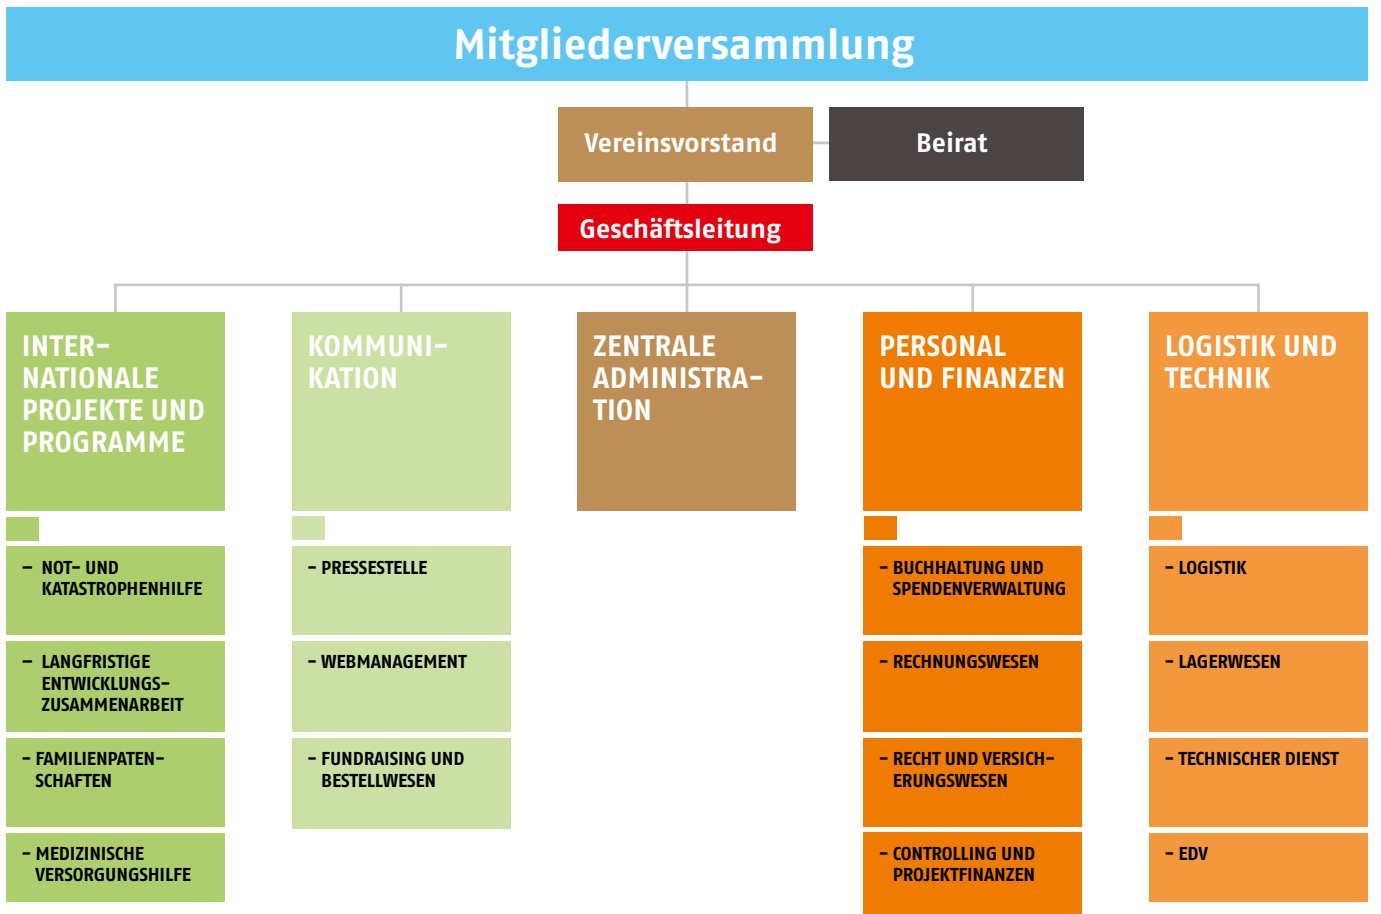 Mitgliederversammlung
Vereinsvorstand
Beirat
Geschäftsleitung
INTER-
NATIONALE
PROJEKTE UND
PROGRAMME
– NOT- UND
KATASTROPHENHILFE
– LANGFRISTIGE
ENTWICKLUNGS-
ZUSAMMENARBEIT
– FAMILIENPATEN-
SCHAFTEN
– MEDIZINISCHE
VERSORGUNGSHILFE
KOMMUNI-
KATION
– PRESSESTELLE
– WEBMANAGEMENT
– FUNDRAISING UND
BESTELLWESEN
ZENTRALE
ADMINISTRA-
TION
PERSONAL
UND FINANZEN
– BUCHHALTUNG UND
SPENDENVERWALTUNG
– RECHNUNGSWESEN
– RECHT UND VERSICH-
ERUNGSWESEN
– CONTROLLING UND
PROJEKTFINANZEN
LOGISTIK UND
TECHNIK
– LOGISTIK
– LAGERWESEN
– TECHNISCHER DIENST
– EDV